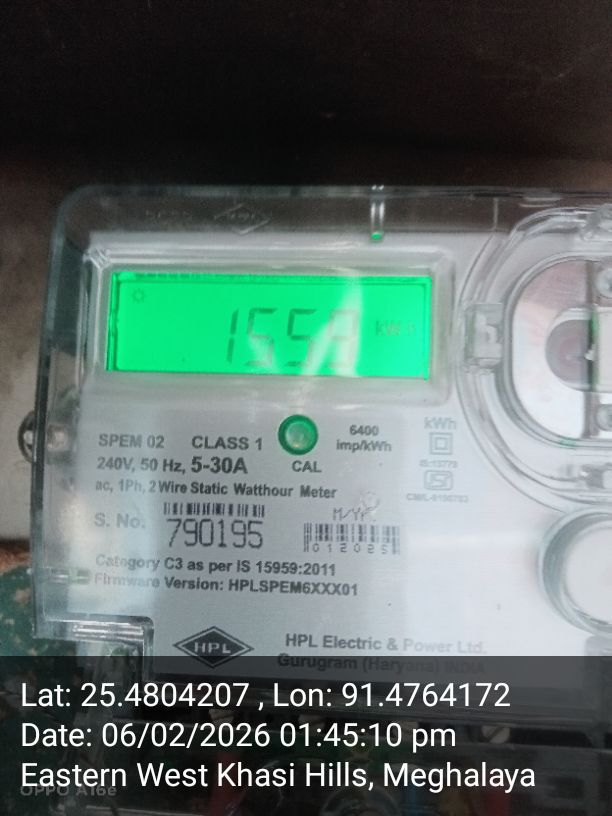 kWh
SPEM 02 CLASS 1
6400
imp/kWh
kWh
240V, 50 Hz, 5-30A
CAL
IS:13779
ac, 1Ph, 2 Wire Static Watthour Meter
S. No.
790195
M/YR.
012025
Category C3 as per IS 15959:2011
Firmware Version: HPLSPEM6XXX01
HPL
HPL Electric & Power Ltd.
Gurugram (Haryana) INDIA
Lat: 25.4804207 , Lon: 91.4764172
Date: 06/02/2026 01:45:10 pm
Eastern West Khasi Hills, Meghalaya
OPPO A16e